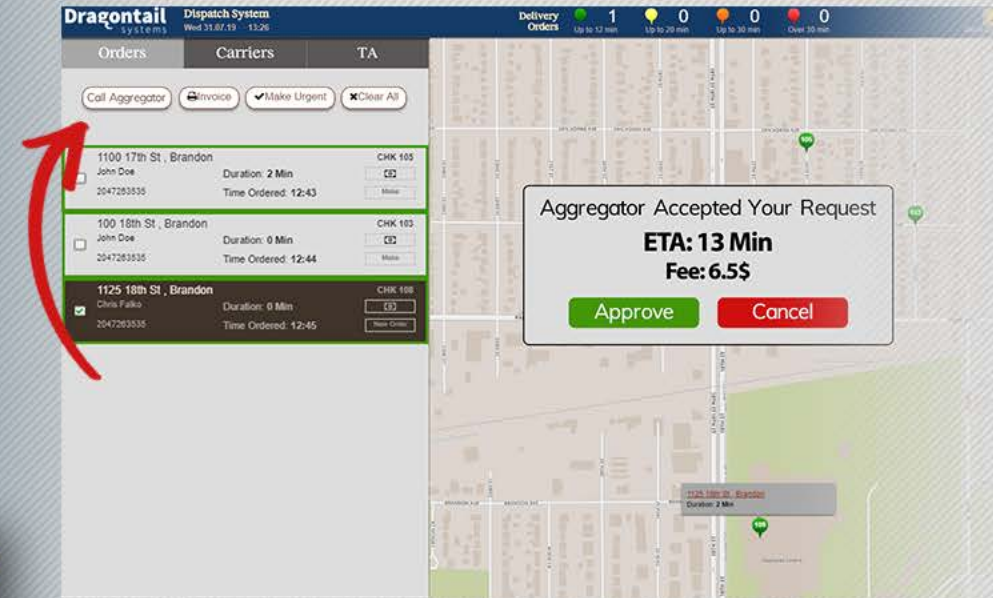 Dragontail
systems
Dispatch System
Wed 31.07.19 13:26
Delivery
Orders
1
Up to 12 min
0
Up to 20 min
0
Up to 30 min
0
Over 30 min
Orders Carriers TA
Call Aggregator Invoice Make Urgent Clear All
1100 17th St , Brandon CHK 105
John Doe Duration: 2 Min
2047263535 Time Ordered: 12:43 Make
100 18th St , Brandon CHK 103
John Doe Duration: 0 Min
2047263535 Time Ordered: 12:44 Make
1125 18th St , Brandon CHK 108
Chris Falko Duration: 0 Min
2047263535 Time Ordered: 12:45 New Order
105
Aggregator Accepted Your Request
ETA: 13 Min
Fee: 6.5$
Approve Cancel
1125 18th St , Brandon
Duration: 2 Min